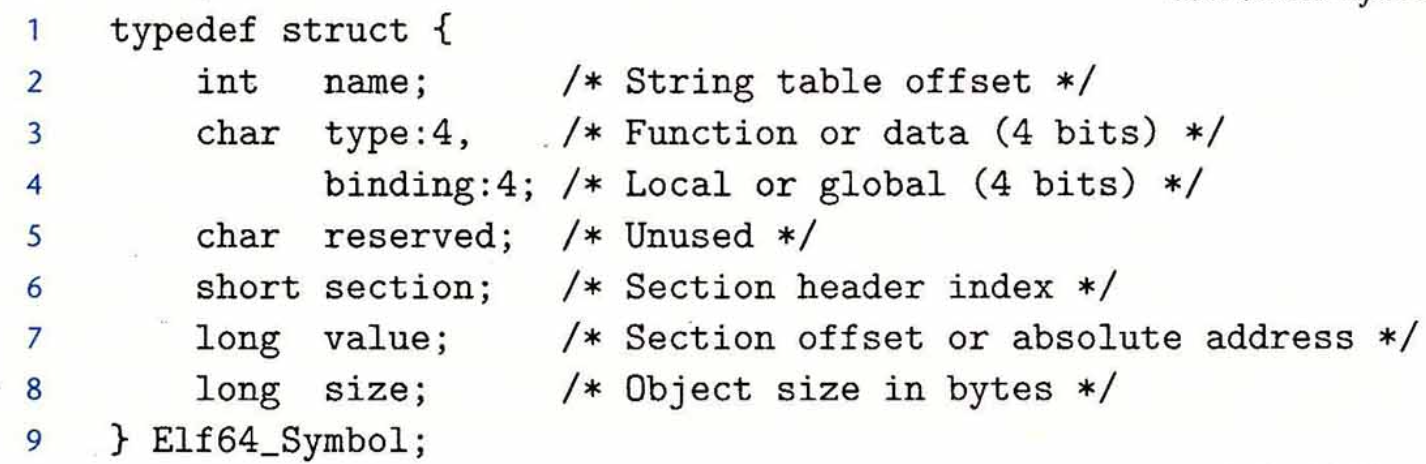 1 typedef struct {
2 int name; /* String table offset */
3 char type:4, /* Function or data (4 bits) */
4 binding:4; /* Local or global (4 bits) */
5 char reserved; /* Unused */
6 short section; /* Section header index */
7 long value; /* Section offset or absolute address */
8 long size; /* Object size in bytes */
9 } Elf64_Symbol;